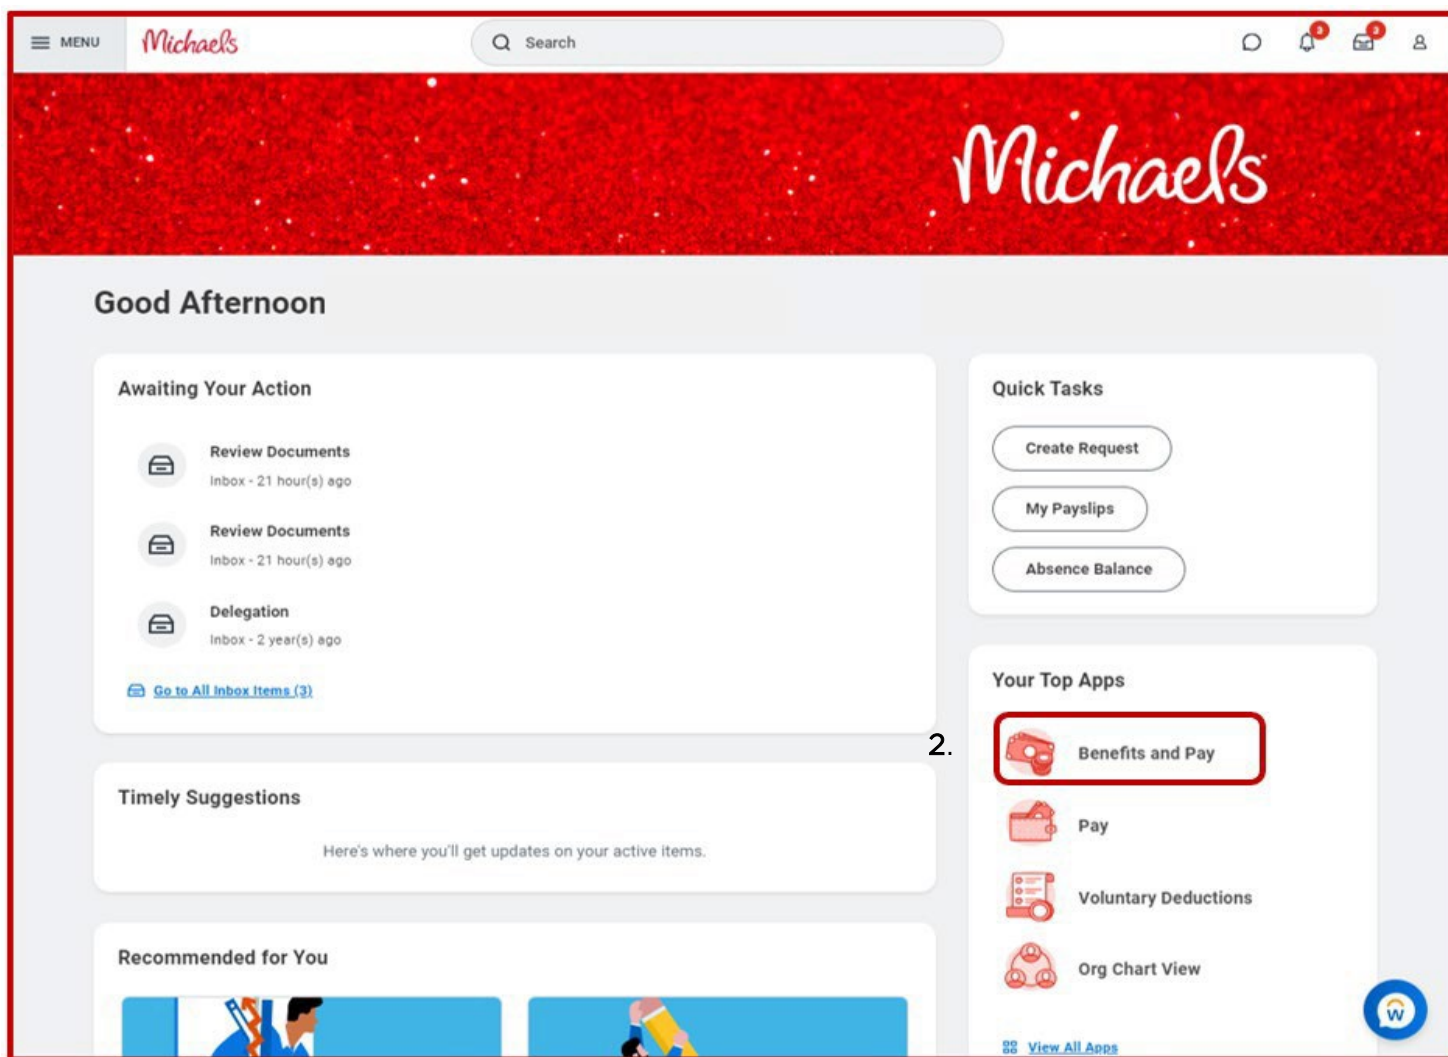 MENU
Michaels
Search
3
3
Michaels
Good Afternoon
Awaiting Your Action
Review Documents
Inbox - 21 hour(s) ago
Review Documents
Inbox - 21 hour(s) ago
Delegation
Inbox - 2 year(s) ago
Go to All Inbox Items (3)
Timely Suggestions
Here's where you'll get updates on your active items.
Recommended for You
Quick Tasks
Create Request
My Payslips
Absence Balance
Your Top Apps
2.
Benefits and Pay
Pay
Voluntary Deductions
Org Chart View
View All Apps
w